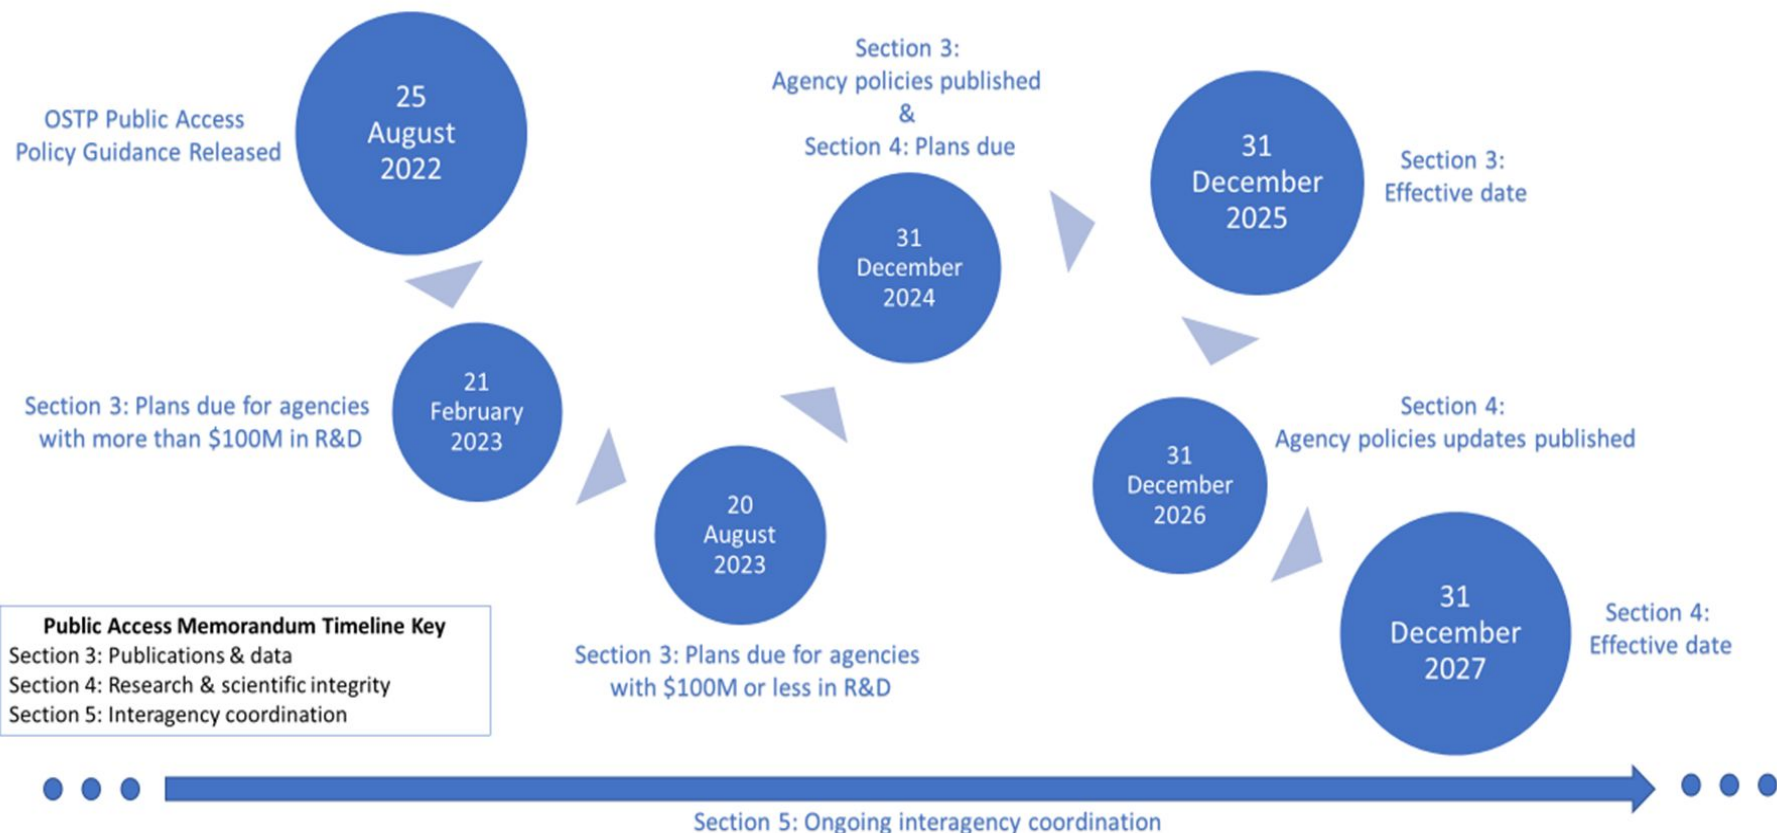 OSTP Public Access
Policy Guidance Released
25
August
2022
Section 3: Plans due for agencies
with more than $100M in R&D
21
February
2023
20
August
2023
Section 3: Plans due for agencies
with $100M or less in R&D
Section 3:
Agency policies published
&
Section 4: Plans due
31
December
2024
31
December
2025
Section 3:
Effective date
31
December
2026
Section 4:
Agency policies updates published
31
December
2027
Section 4:
Effective date
Public Access Memorandum Timeline Key
Section 3: Publications & data
Section 4: Research & scientific integrity
Section 5: Interagency coordination
Section 5: Ongoing interagency coordination